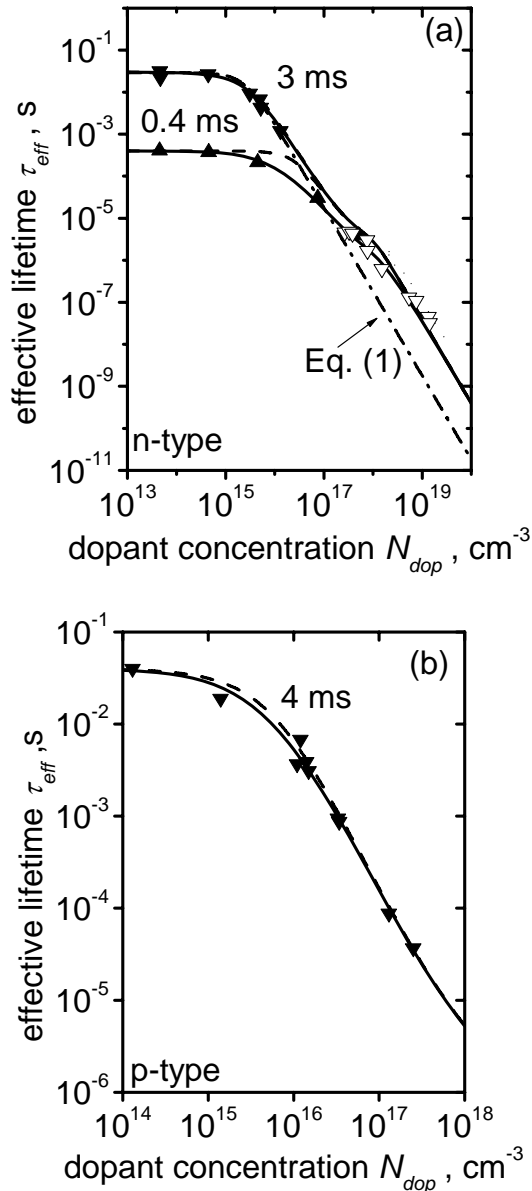 (a)
10^-1
3 ms
10^-3
0.4 ms
10^-5
10^-7
Eq. (1)
10^-9
n-type
10^-11
10^13 10^15 10^17 10^19
effective lifetime τ_eff , s
dopant concentration N_dop , cm^-3
10^-1
(b)
4 ms
10^-2
10^-3
10^-4
10^-5
p-type
10^-6
10^14 10^15 10^16 10^17 10^18
effective lifetime τ_eff ,s
dopant concentration N_dop , cm^-3